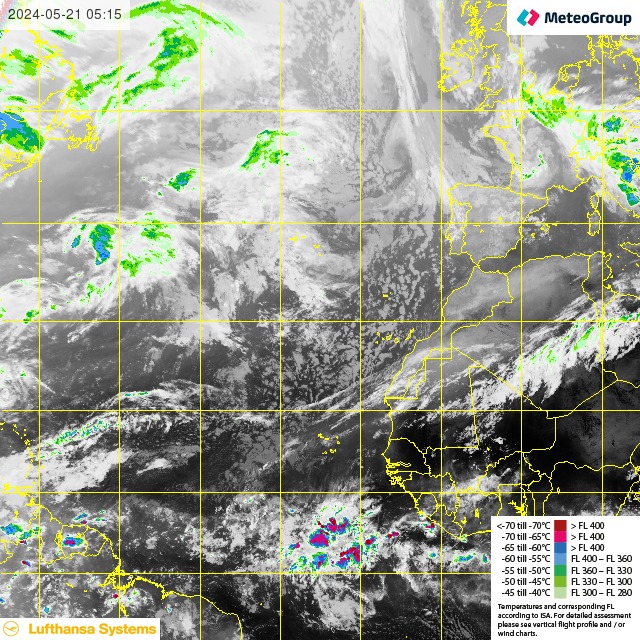 2024-05-21 05:15
MeteoGroup
<-70 till -70°C > FL 400
-70 till -65°C > FL 400
-65 till -60°C > FL 400
-60 till -55°C FL 400 – FL 360
-55 till -50°C FL 360 – FL 330
-50 till -45°C FL 330 – FL 300
-45 till -40°C FL 300 – FL 280
Temperatures and corresponding FL
according to ISA. For detailed assessment
please see vertical flight profile and / or
wind charts.
Lufthansa Systems